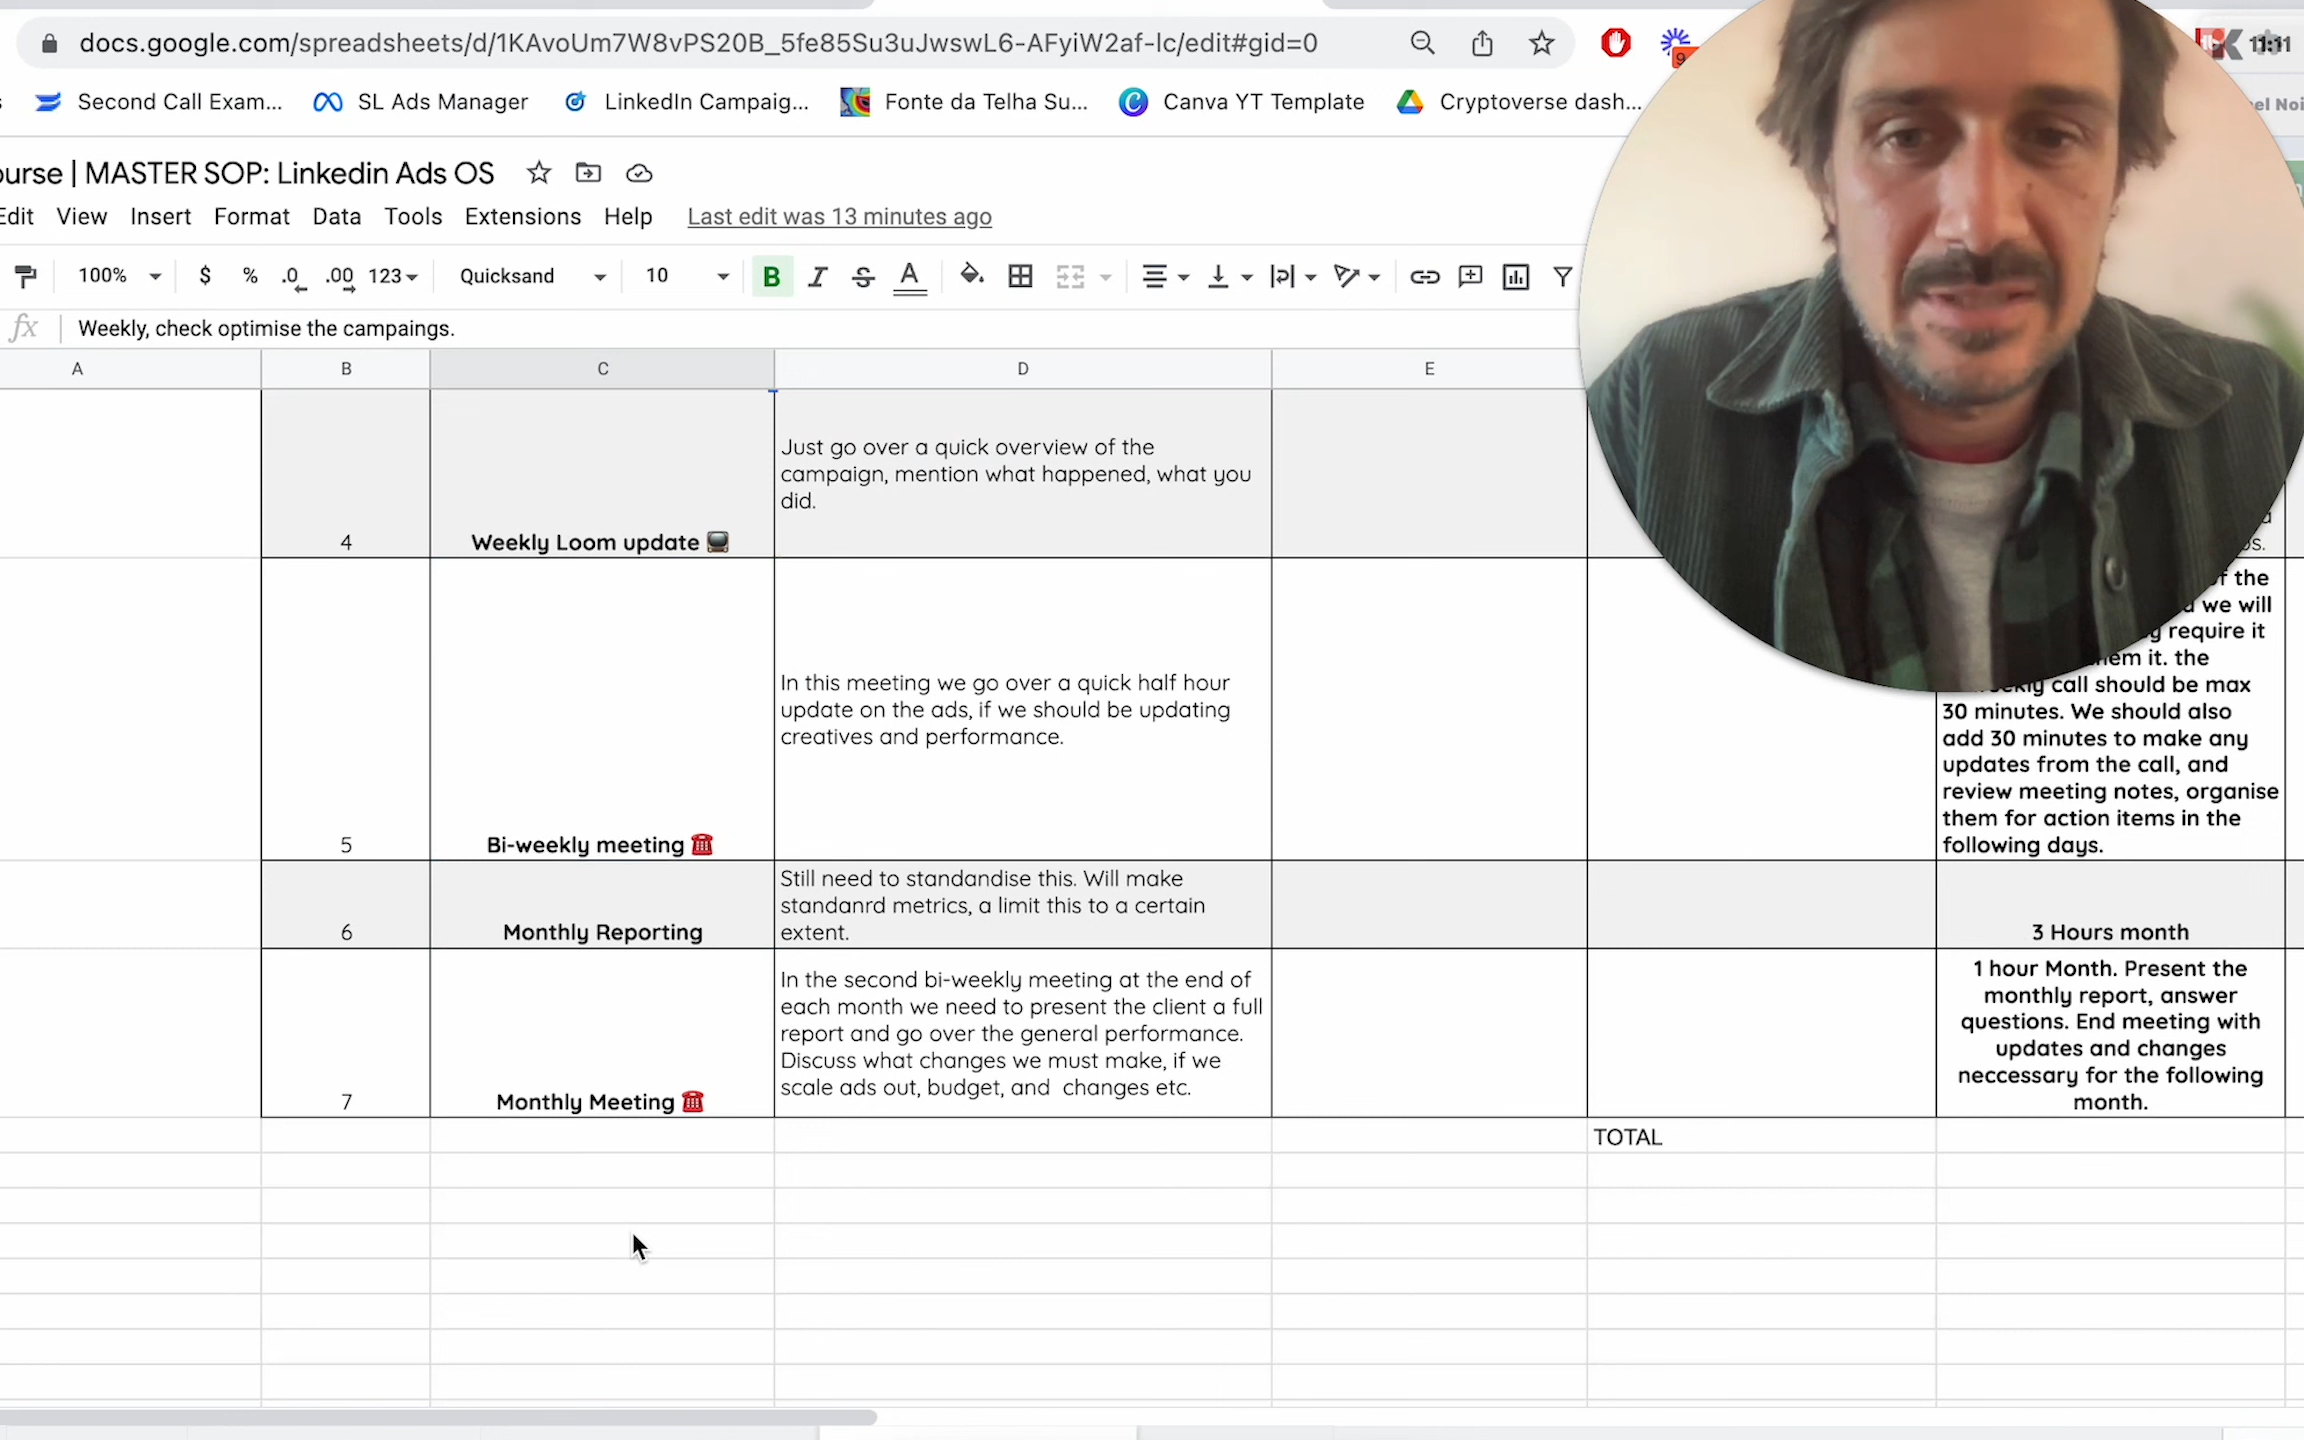 docs.google.com/spreadsheets/d/1KAvoUm7W8vPS20B_5fe85Su3uJwswL6-AFyiW2af-lc/edit#gid=0
9
11:11
Second Call Exam...
SL Ads Manager
LinkedIn Campaig...
Fonte da Telha Su...
Canva YT Template
Cryptoverse dash...
el Noi
ourse | MASTER SOP: Linkedin Ads OS
Edit View Insert Format Data Tools Extensions Help Last edit was 13 minutes ago
100% $ % .0 .00 123 Quicksand 10 B I S A
fx Weekly, check optimise the campaings.
A B C D E
Just go over a quick overview of the
campaign, mention what happened, what you
did.
4 Weekly Loom update
os.
f the
we will
require it
em it. the
call should be max
30 minutes. We should also
add 30 minutes to make any
updates from the call, and
review meeting notes, organise
them for action items in the
following days.
In this meeting we go over a quick half hour
update on the ads, if we should be updating
creatives and performance.
5 Bi-weekly meeting
Still need to standandise this. Will make
standanrd metrics, a limit this to a certain
extent.
6 Monthly Reporting
3 Hours month
In the second bi-weekly meeting at the end of
each month we need to present the client a full
report and go over the general performance.
Discuss what changes we must make, if we
scale ads out, budget, and  changes etc.
7 Monthly Meeting
1 hour Month. Present the
monthly report, answer
questions. End meeting with
updates and changes
neccessary for the following
month.
TOTAL